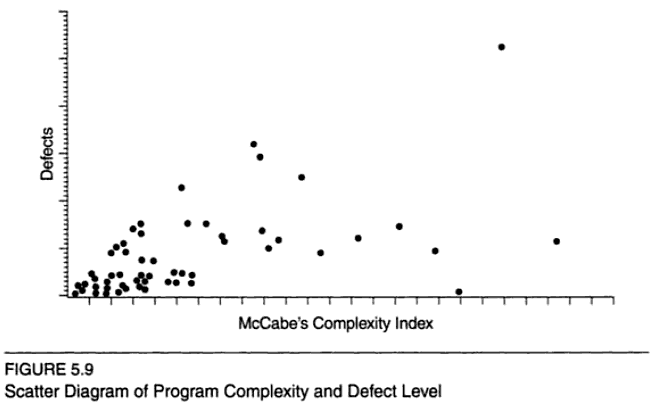 Defects
McCabe's Complexity Index
FIGURE 5.9
Scatter Diagram of Program Complexity and Defect Level